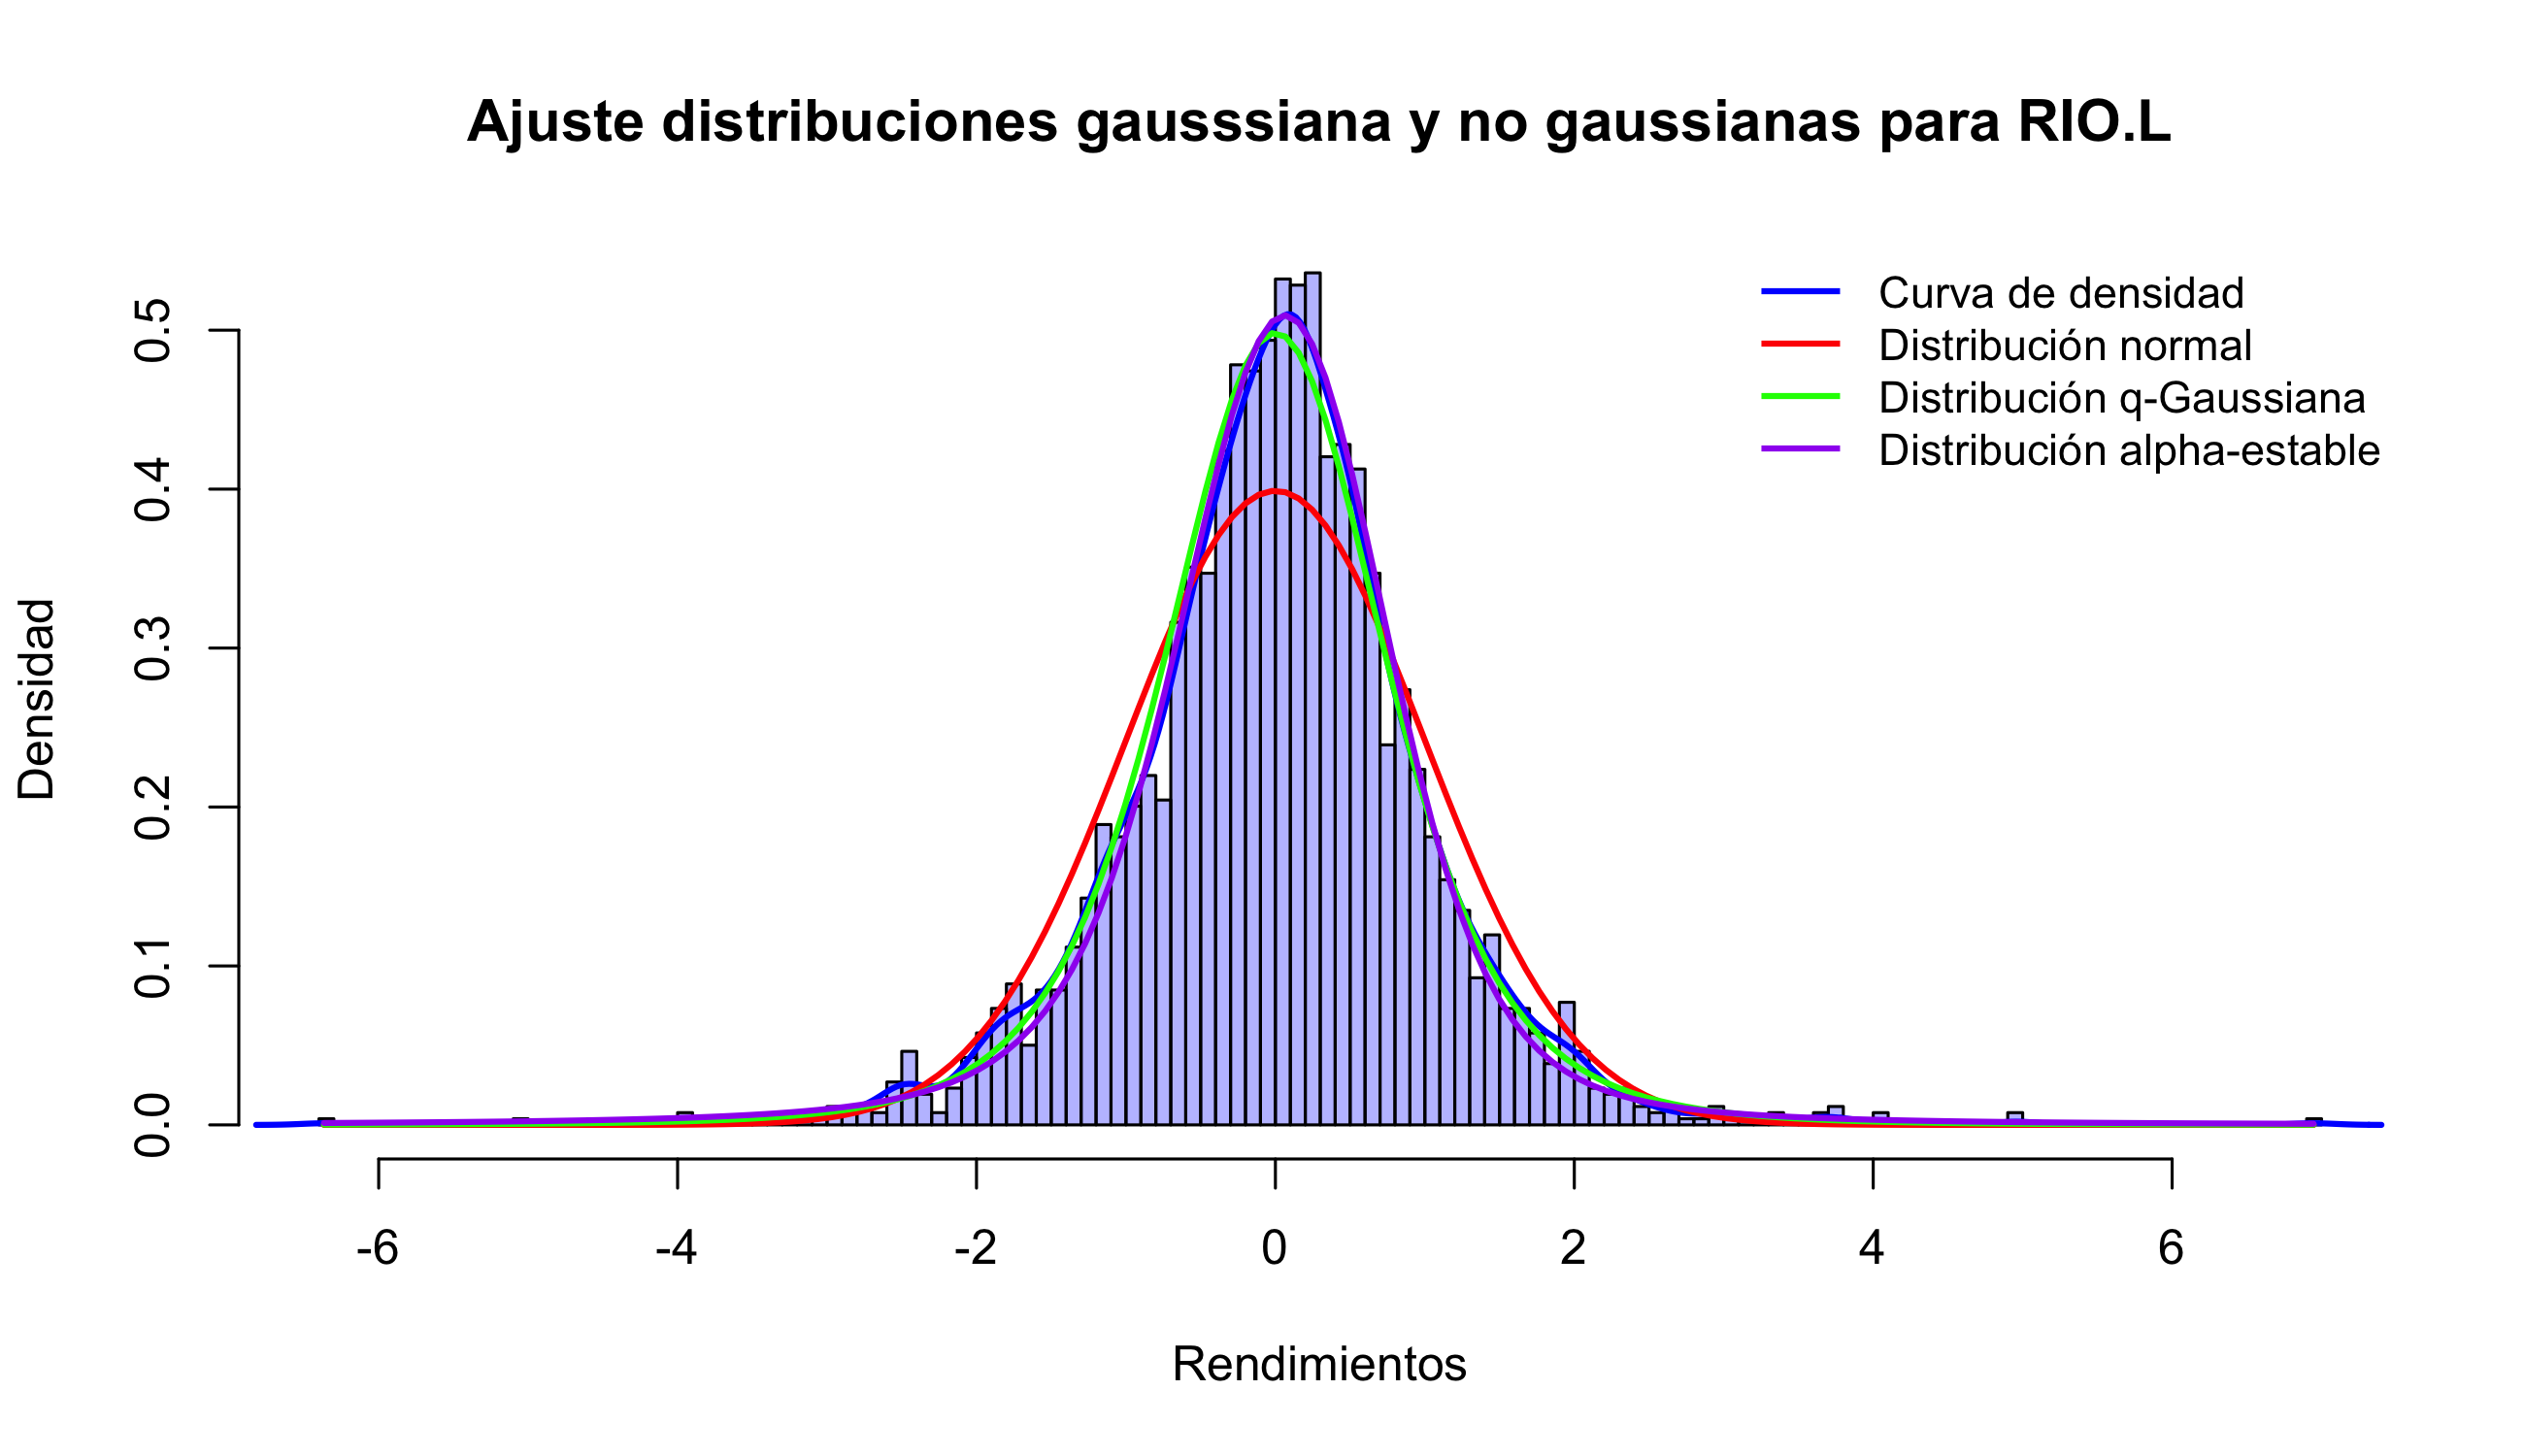 Ajuste distribuciones gausssiana y no gaussianas para RIO.L
Curva de densidad
Distribución normal
Distribución q-Gaussiana
Distribución alpha-estable
Densidad
0.5
0.4
0.3
0.2
0.1
0.0
-6 -4 -2 0 2 4 6
Rendimientos